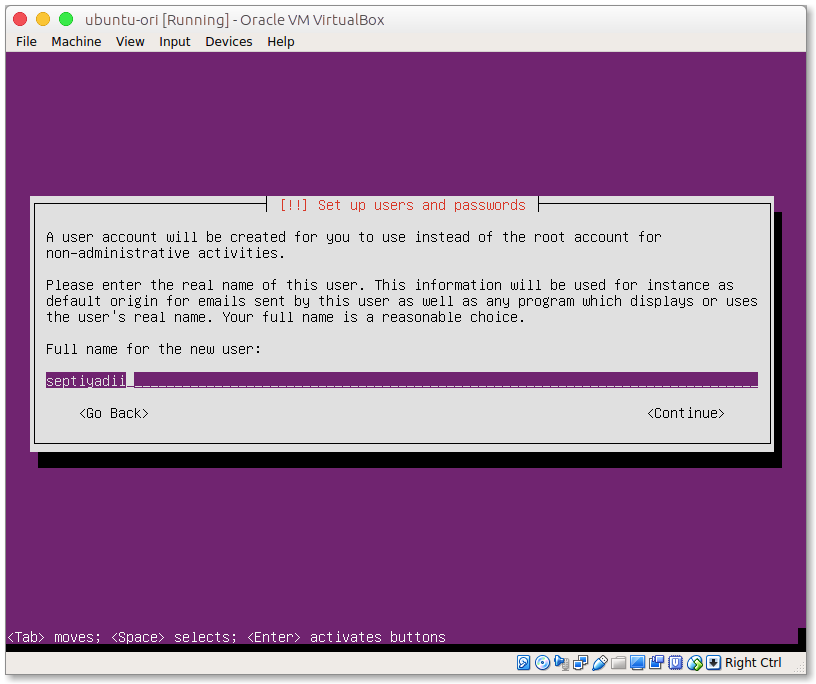 ubuntu-ori [Running] - Oracle VM VirtualBox
File Machine View Input Devices Help
[!!] Set up users and passwords
A user account will be created for you to use instead of the root account for
non-administrative activities.
Please enter the real name of this user. This information will be used for instance as
default origin for emails sent by this user as well as any program which displays or uses
the user's real name. Your full name is a reasonable choice.
Full name for the new user:
septiyadii
<Go Back> <Continue>
<Tab> moves; <Space> selects; <Enter> activates buttons
Right Ctrl